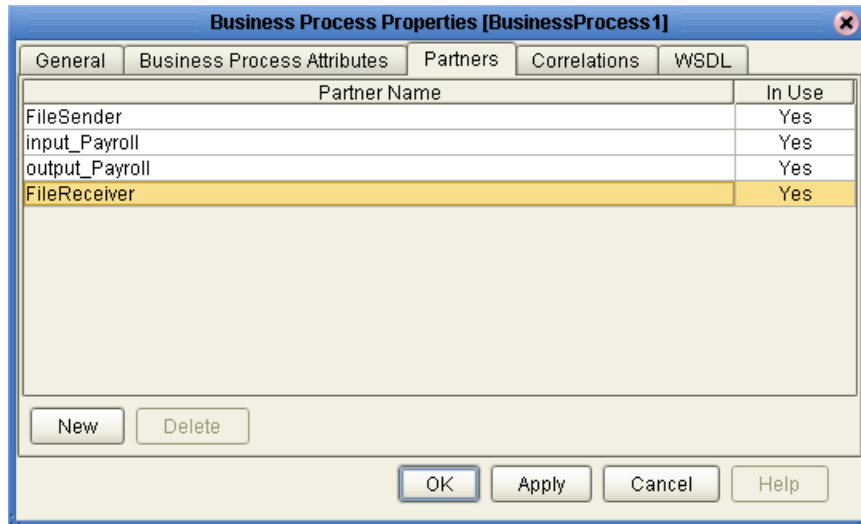 Business Process Properties [BusinessProcess1]
General Business Process Attributes Partners Correlations WSDL
Partner Name In Use
FileSender Yes
input_Payroll Yes
output_Payroll Yes
FileReceiver Yes
New Delete
OK Apply Cancel Help